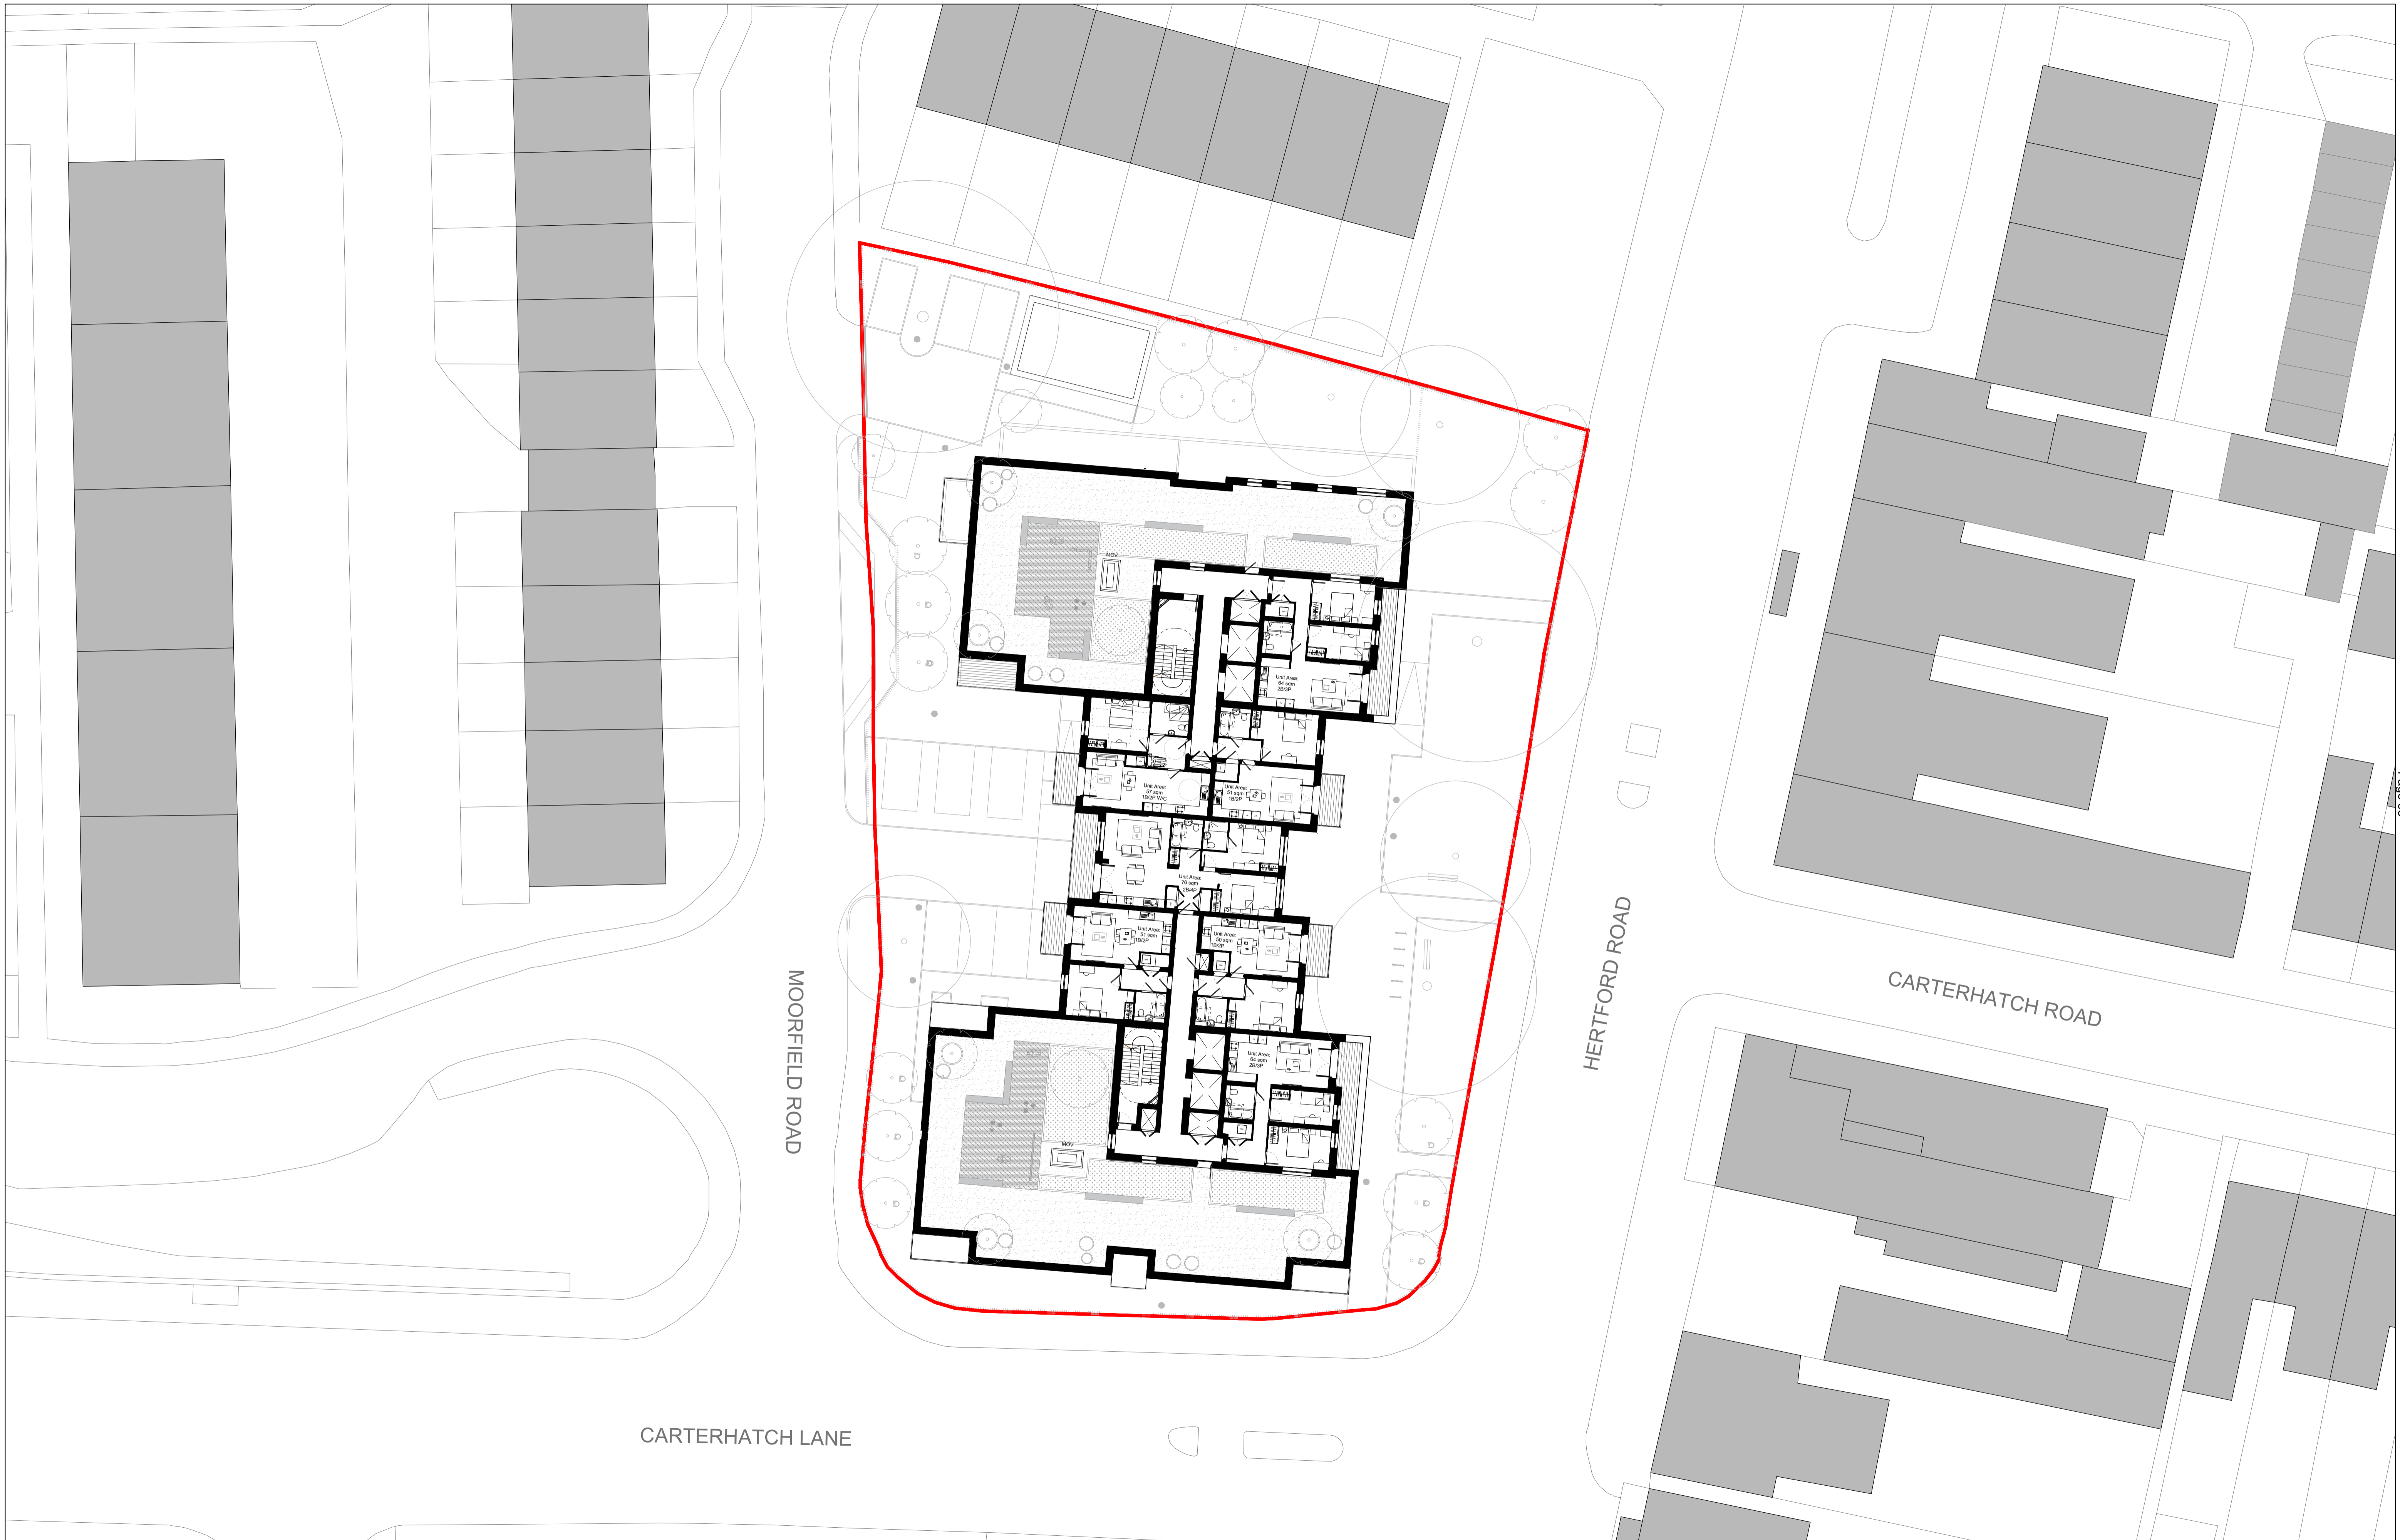 MOV
Unit Area:
64 sqm
2B/3P
Unit Area:
57 sqm
1B/2P W/C
Unit Area:
51 sqm
1B/2P
Unit Area:
76 sqm
2B/4P
Unit Area:
51 sqm
1B/2P
Unit Area:
50 sqm
1B/2P
Unit Area:
64 sqm
2B/3P
MOV
MOORFIELD ROAD
HERTFORD ROAD
CARTERHATCH ROAD
CARTERHATCH LANE